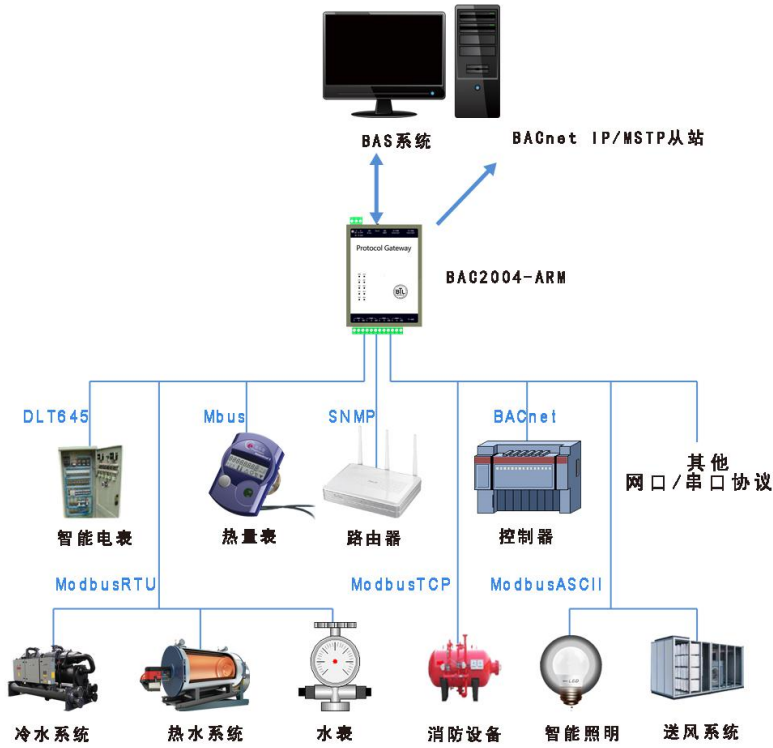 BAS系统
BACnet IP/MSTP从站
Protocol Gateway
BTL
BAC2004-ARM
DLT645
Mbus
SNMP
BACnet
其他
网口/串口协议
智能电表
热量表
路由器
控制器
ModbusRTU
ModbusTCP
ModbusASCII
LED
冷水系统
热水系统
水表
消防设备
智能照明
送风系统